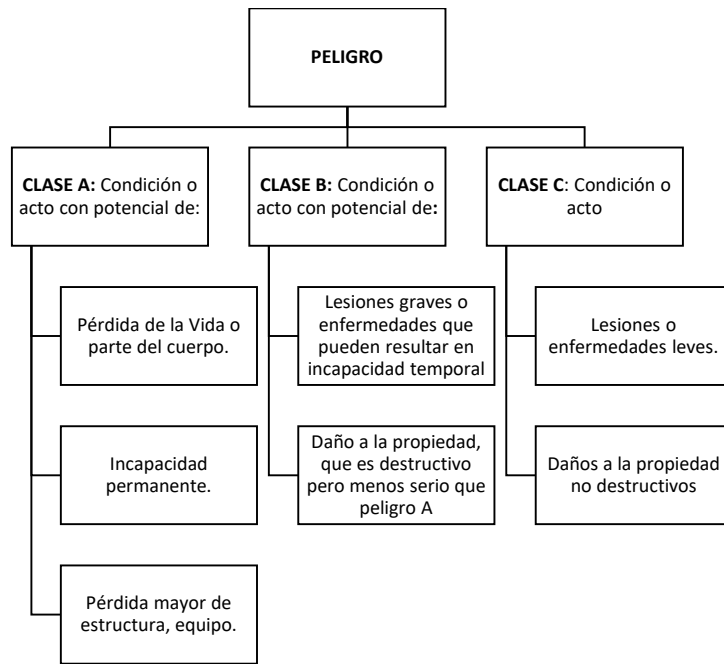 PELIGRO
CLASE A: Condición o
acto con potencial de:
Pérdida de la Vida o
parte del cuerpo.
Incapacidad
permanente.
Pérdida mayor de
estructura, equipo.
CLASE B: Condición o
acto con potencial de:
Lesiones graves o
enfermedades que
pueden resultar en
incapacidad temporal
Daño a la propiedad,
que es destructivo
pero menos serio que
peligro A
CLASE C: Condición o
acto
Lesiones o
enfermedades leves.
Daños a la propiedad
no destructivos